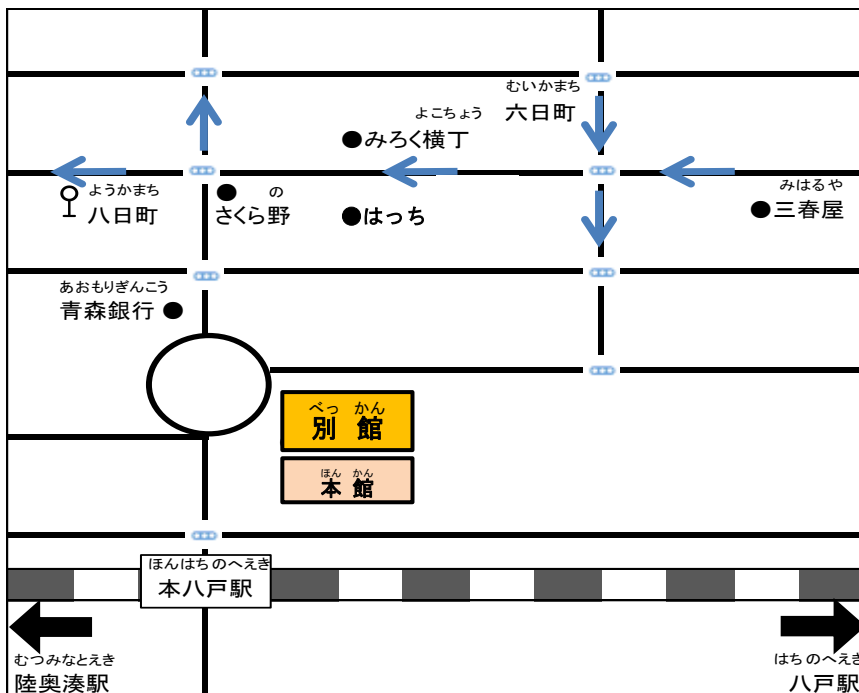 むいかまち
六日町
よこちょう
●みろく横丁
ようかまち
八日町
の
さくら野
●はっち
みはるや
●三春屋
あおもりぎんこう
青森銀行●
べっ かん
別 館
ほん かん
本 館
ほんはちのへえき
本八戸駅
むつみなとえき
陸奥湊駅
はちのへえき
八戸駅